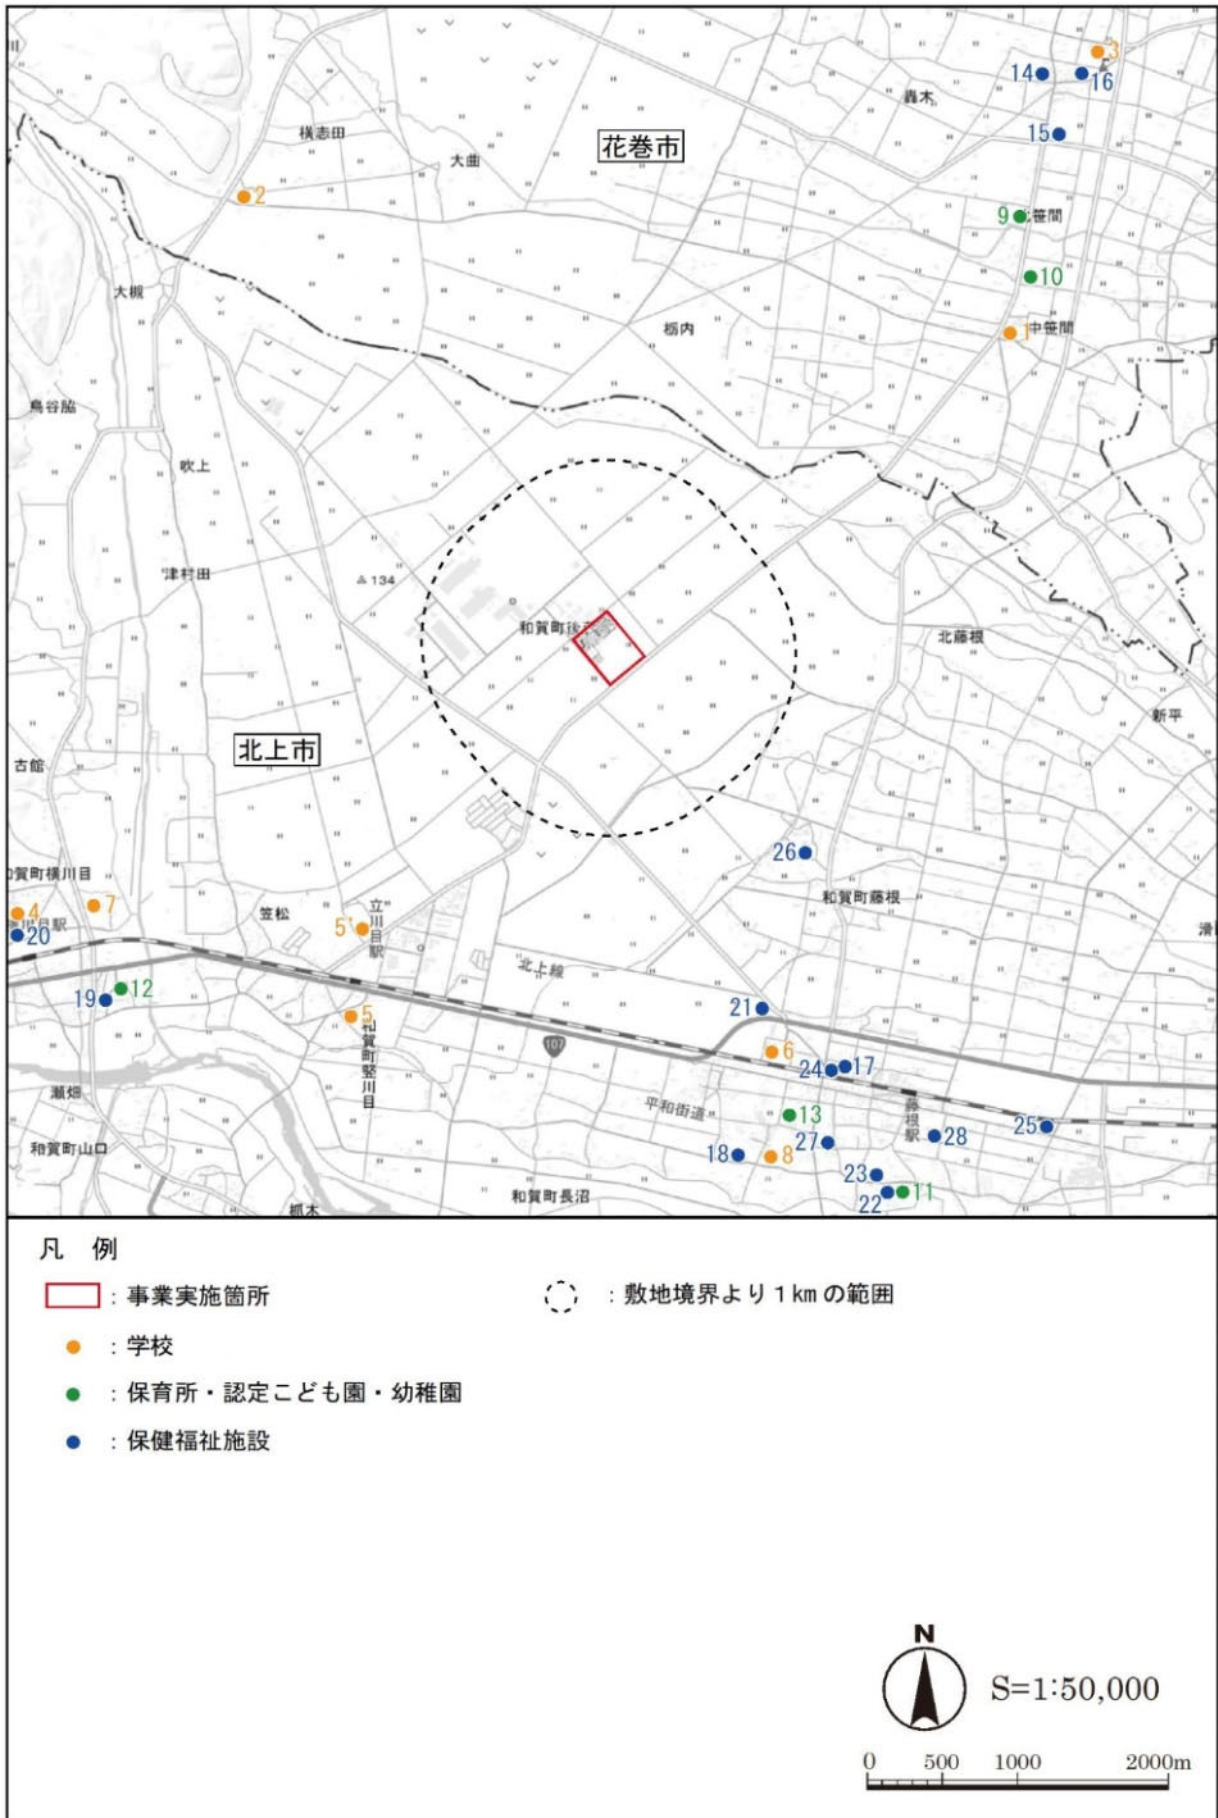 川
3
14
16
轟木
横志田
花巻市
15
大曲
2
9
北笹間
10
大槻
栃内
1
中笹間
鳥谷脇
吹上
津村田
134
和賀町後藤
北藤根
新平
北上市
古館
26
和賀町横川目
和賀町藤根
4
7
笠松
立川目駅
5'
横川目駅
20
北上線
12
19
21
5
和賀町竪川目
107
6
24
17
瀬畑
平和街道
13
藤根駅
25
和賀町山口
27
28
18
8
23
和賀町長沼
22
11
凡 例
：事業実施箇所
：敷地境界より1kmの範囲
：学校
：保育所・認定こども園・幼稚園
：保健福祉施設
N
S=1:50,000
0 500 1000 2000m